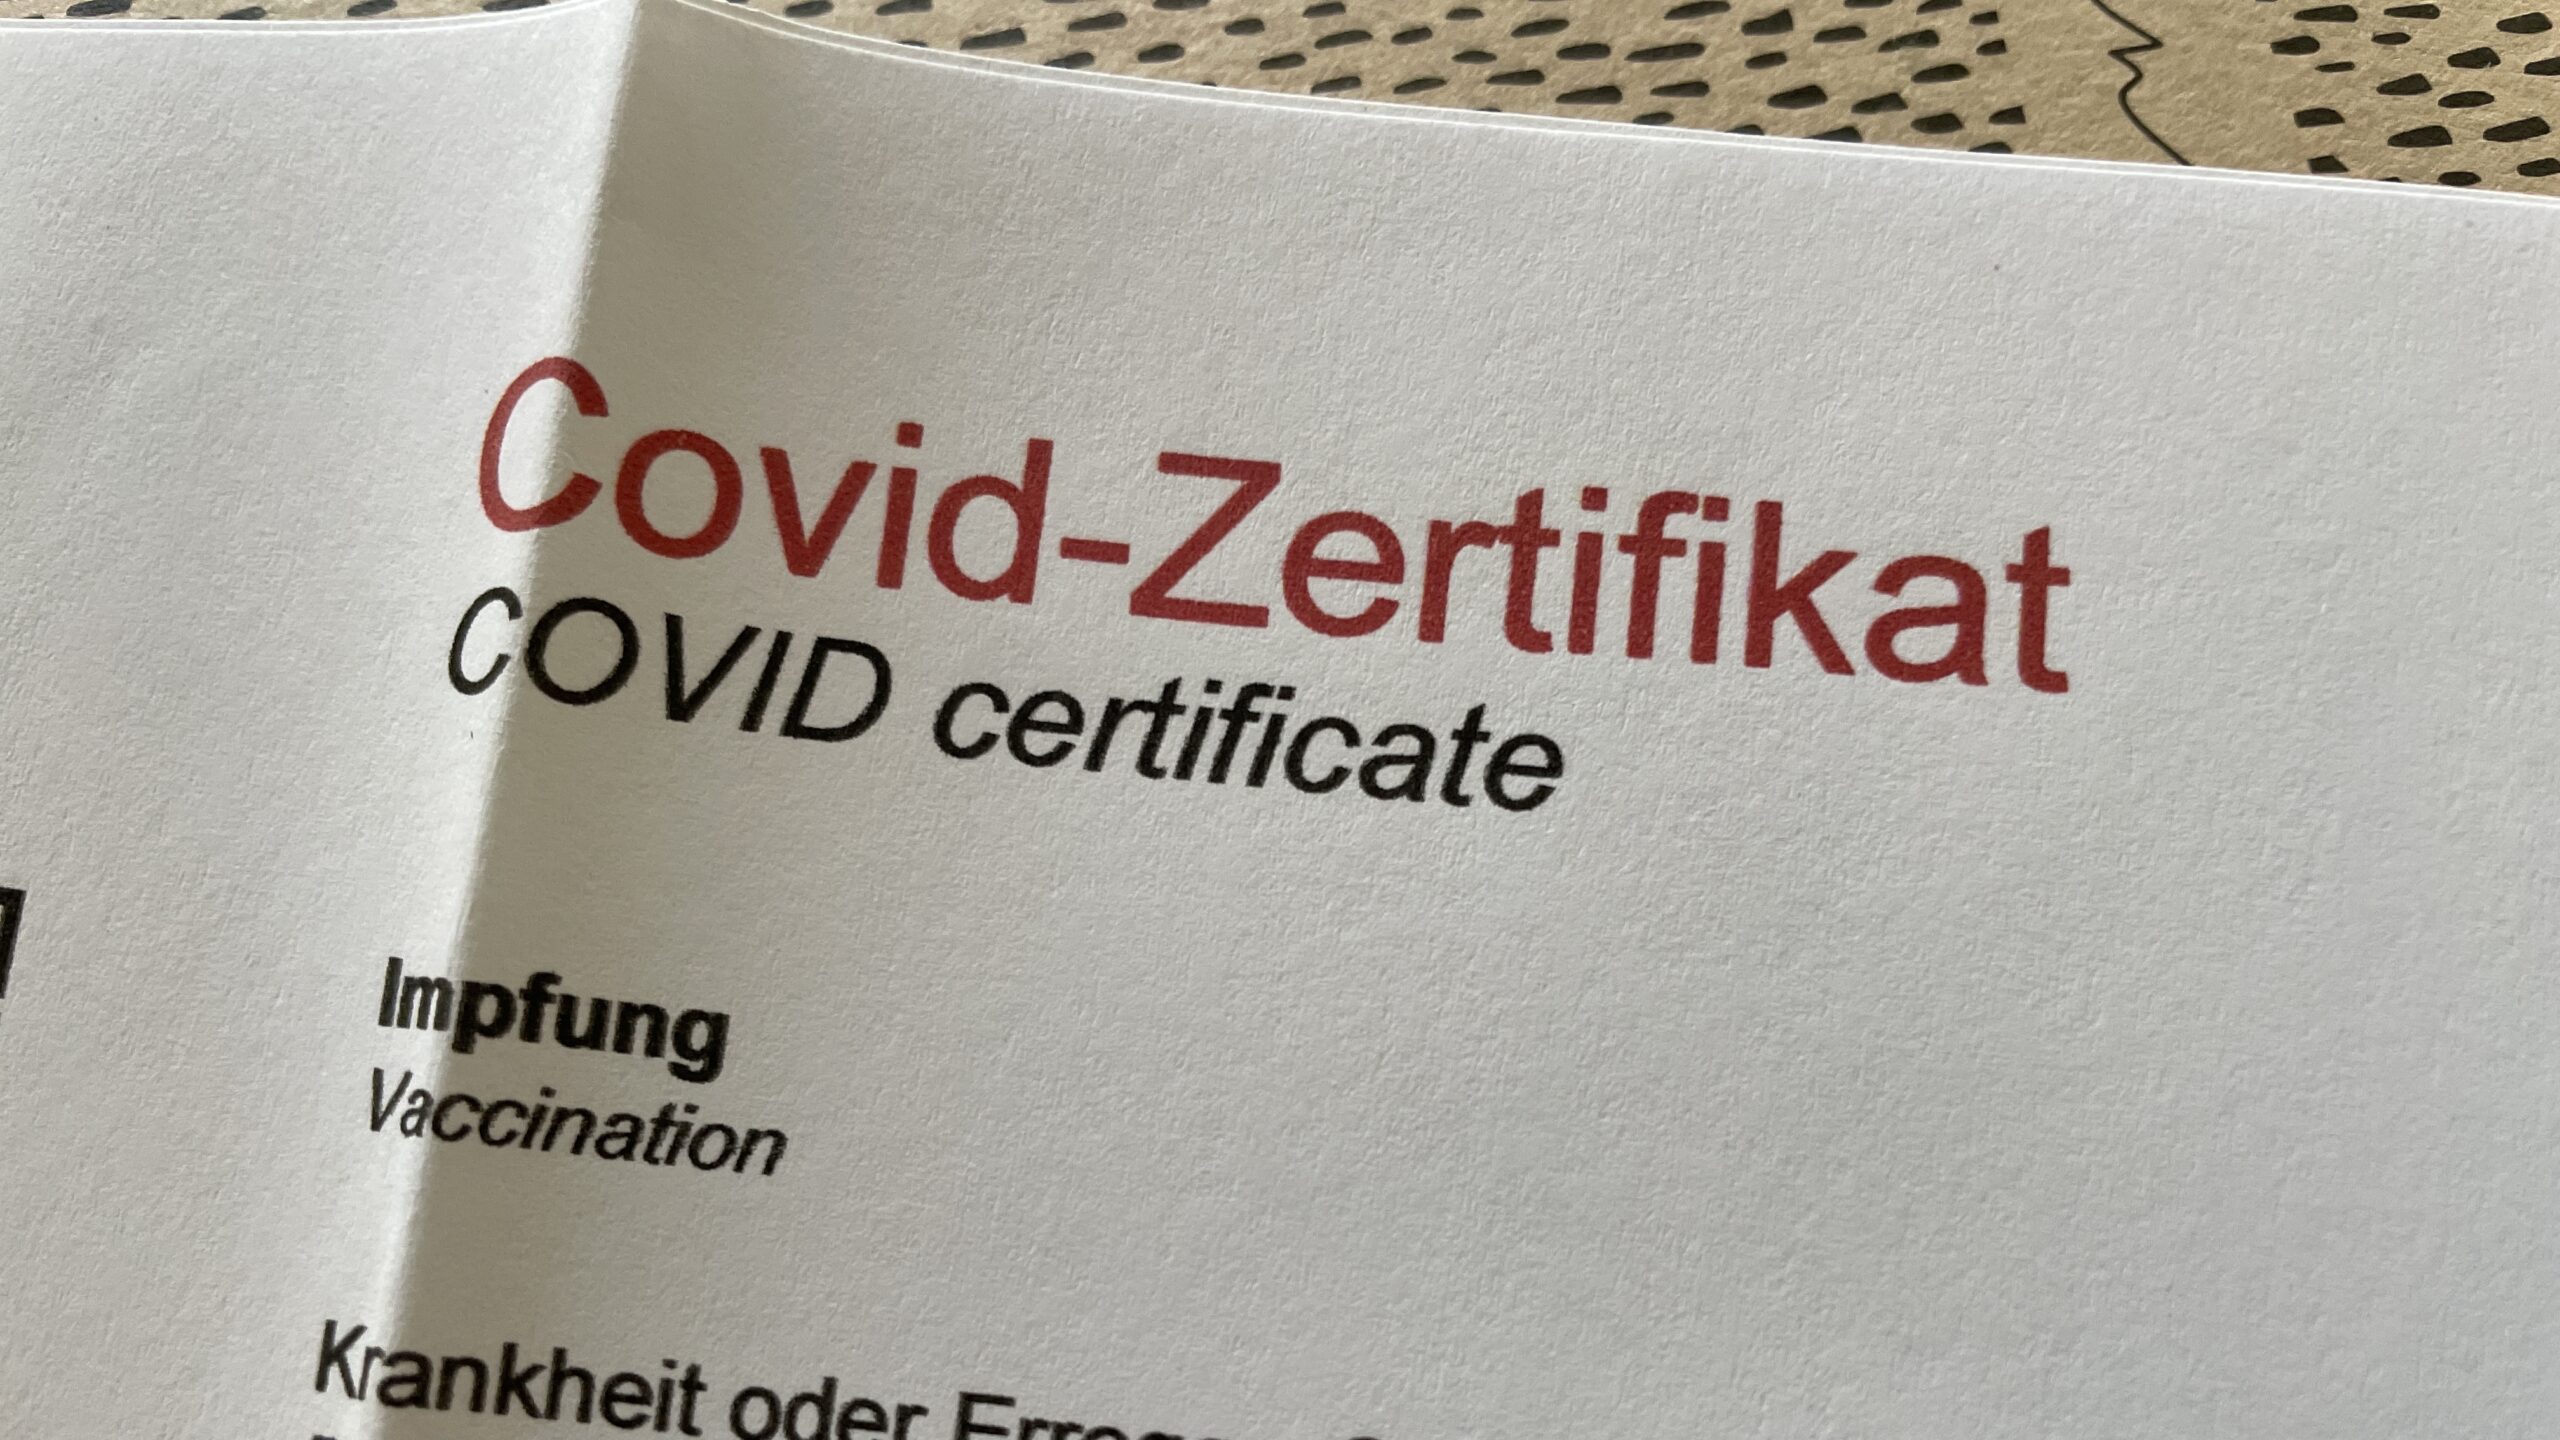 Covid-Zertifikat
COVID certificate
Impfung
Vaccination
Krankheit oder